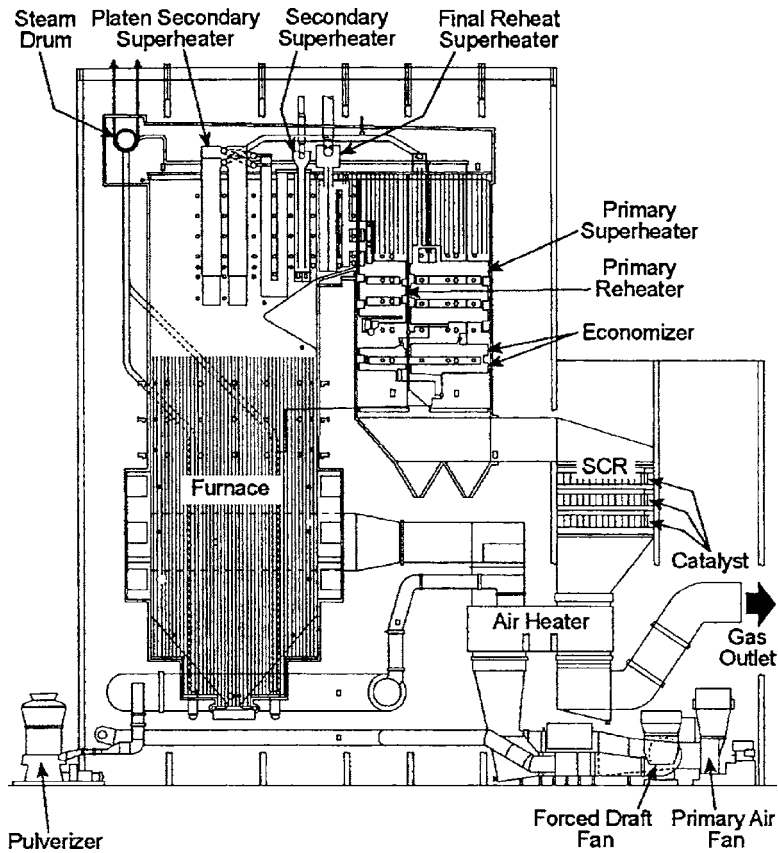 Steam
Drum
Platen Secondary
Superheater
Secondary
Superheater
Final Reheat
Superheater
Primary
Superheater
Primary
Reheater
Economizer
SCR
Furnace
Catalyst
Air Heater
Gas
Outlet
Pulverizer
Forced Draft
Fan
Primary Air
Fan